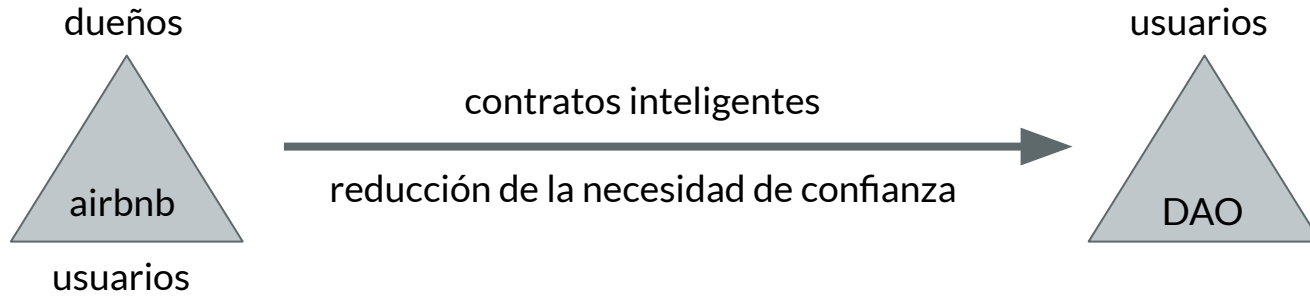 dueños
usuarios
contratos inteligentes
reducción de la necesidad de confianza
airbnb
DAO
usuarios